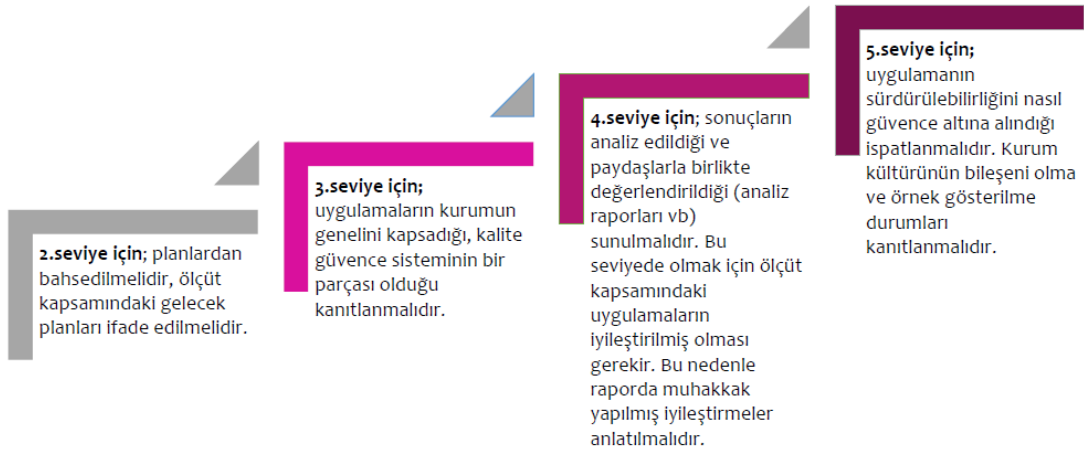 2.seviye için; planlardan
bahsedilmelidir, ölçüt
kapsamındaki gelecek
planları ifade edilmelidir.
3.seviye için;
uygulamaların kurumun
genelini kapsadığı, kalite
güvence sisteminin bir
parçası olduğu
kanıtlanmalıdır.
4.seviye için; sonuçların
analiz edildiği ve
paydaşlarla birlikte
değerlendirildiği (analiz
raporları vb)
sunulmalıdır. Bu
seviyede olmak için ölçüt
kapsamındaki
uygulamaların
iyileştirilmiş olması
gerekir. Bu nedenle
raporda muhakkak
yapılmış iyileştirmeler
anlatılmalıdır.
5.seviye için;
uygulamanın
sürdürülebilirliğini nasıl
güvence altına alındığı
ispatlanmalıdır. Kurum
kültürünün bileşeni olma
ve örnek gösterilme
durumları
kanıtlanmalıdır.